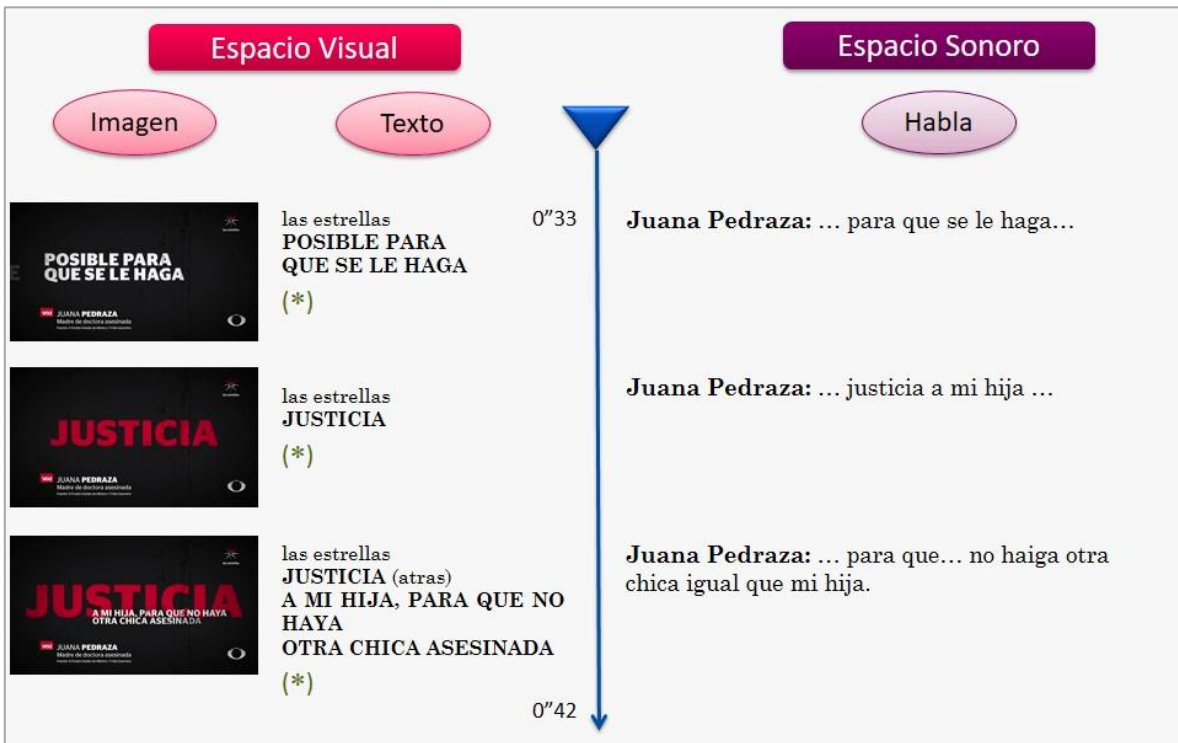 Espacio Visual
Espacio Sonoro
Imagen
Texto
Habla
POSIBLE PARA
QUE SE LE HAGA
VOZ JUANA PEDRAZA
Madre de doctora asesinada
las estrellas
POSIBLE PARA
QUE SE LE HAGA
(*)
0”33
Juana Pedraza: … para que se le haga…
JUSTICIA
VOZ JUANA PEDRAZA
Madre de doctora asesinada
las estrellas
JUSTICIA
(*)
Juana Pedraza: … justicia a mi hija …
JUSTICIA
A MI HIJA, PARA QUE NO HAYA
OTRA CHICA ASESINADA
VOZ JUANA PEDRAZA
Madre de doctora asesinada
las estrellas
JUSTICIA (atras)
A MI HIJA, PARA QUE NO
HAYA
OTRA CHICA ASESINADA
(*)
Juana Pedraza: … para que… no haiga otra
chica igual que mi hija.
0”42